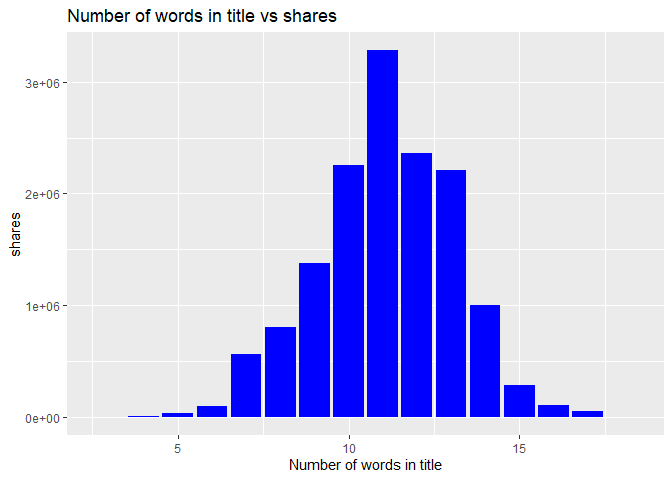 Number of words in title vs shares
3e+06
2e+06
1e+06
0e+00
shares
5 10 15
Number of words in title